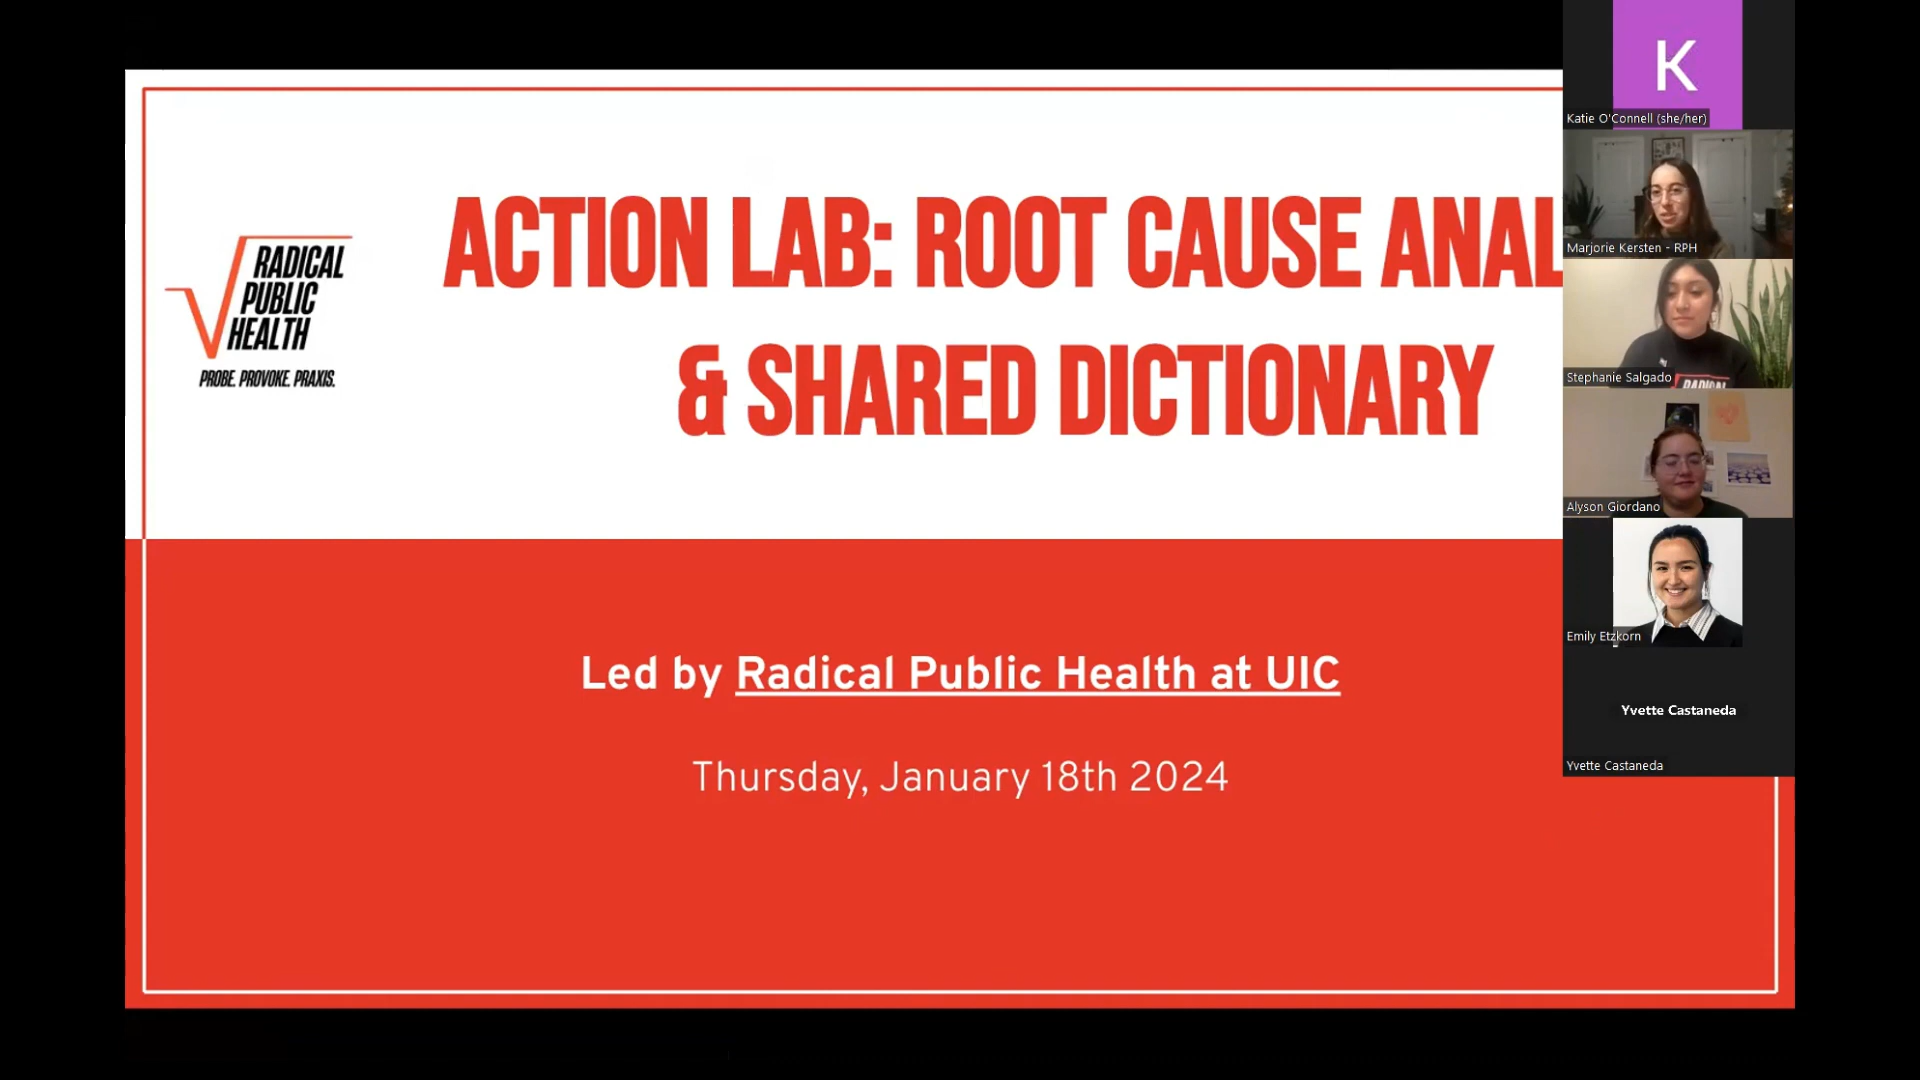 RADICAL
PUBLIC
HEALTH
PROBE. PROVOKE. PRAXIS.
ACTION LAB: ROOT CAUSE ANAL
& SHARED DICTIONARY
Led by Radical Public Health at UIC
Thursday, January 18th 2024
K
Katie O'Connell (she/her)
Marjorie Kersten - RPH
RADICAL
Stephanie Salgado
Alyson Giordano
Emily Etzkorn
Yvette Castaneda
Yvette Castaneda